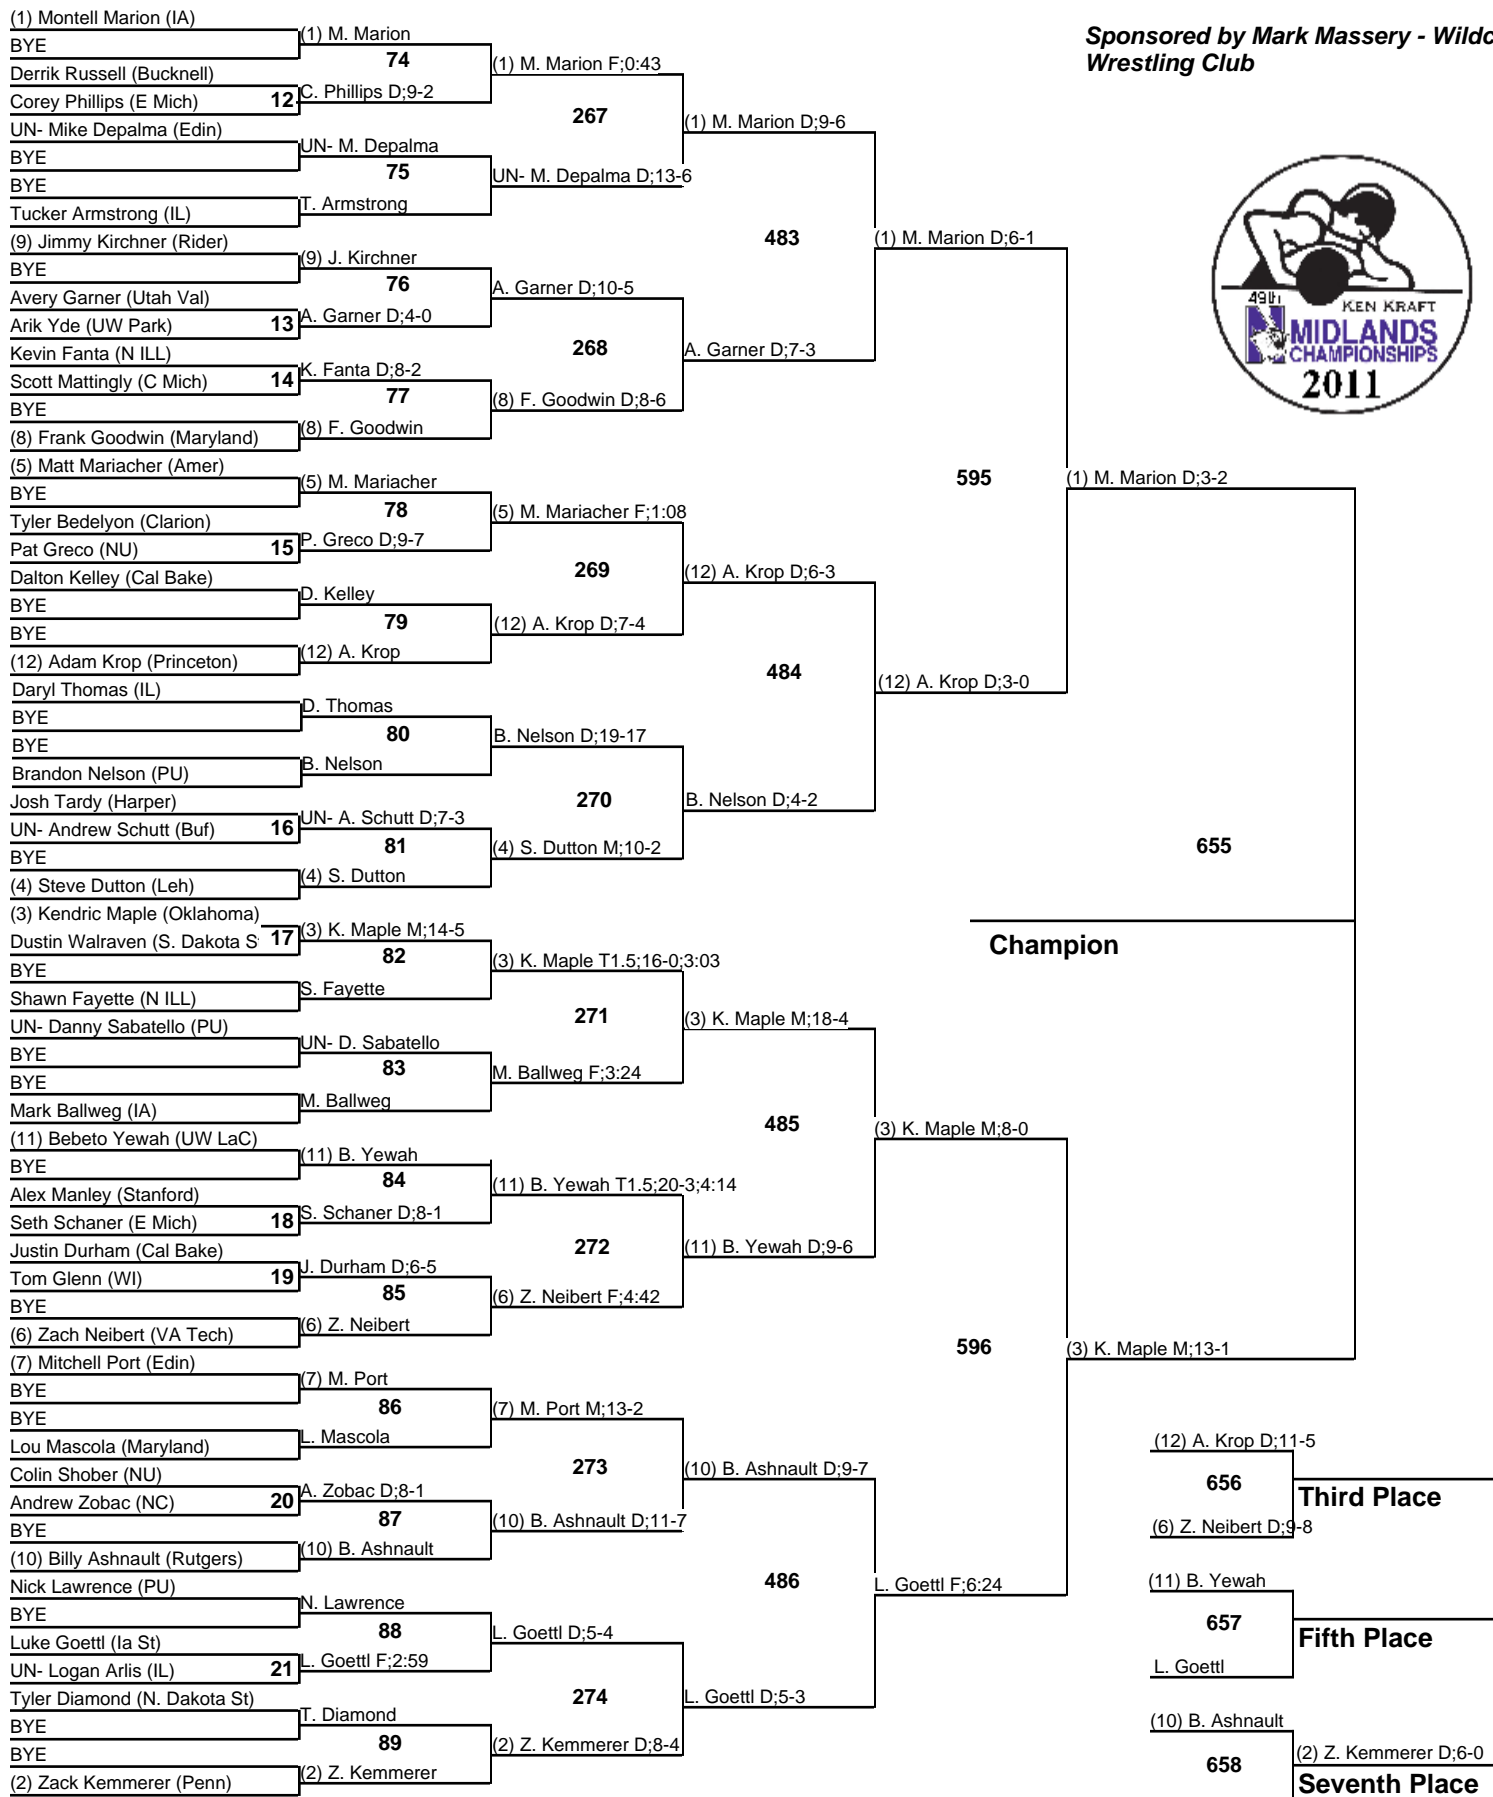 (1) Montell Marion (IA)
BYE
Derrik Russell (Bucknell)
Corey Phillips (E Mich) 12
UN- Mike Depalma (Edin)
BYE
BYE
Tucker Armstrong (IL)
(9) Jimmy Kirchner (Rider)
BYE
Avery Garner (Utah Val)
Arik Yde (UW Park) 13
Kevin Fanta (N ILL)
Scott Mattingly (C Mich) 14
BYE
(8) Frank Goodwin (Maryland)
(5) Matt Mariacher (Amer)
BYE
Tyler Bedelyon (Clarion)
Pat Greco (NU) 15
Dalton Kelley (Cal Bake)
BYE
BYE
(12) Adam Krop (Princeton)
Daryl Thomas (IL)
BYE
BYE
Brandon Nelson (PU)
Josh Tardy (Harper)
UN- Andrew Schutt (Buf) 16
BYE
(4) Steve Dutton (Leh)
(3) Kendric Maple (Oklahoma)
Dustin Walraven (S. Dakota S 17
BYE
Shawn Fayette (N ILL)
UN- Danny Sabatello (PU)
BYE
BYE
Mark Ballweg (IA)
(11) Bebeto Yewah (UW LaC)
BYE
Alex Manley (Stanford)
Seth Schaner (E Mich) 18
Justin Durham (Cal Bake)
Tom Glenn (WI) 19
BYE
(6) Zach Neibert (VA Tech)
(7) Mitchell Port (Edin)
BYE
BYE
Lou Mascola (Maryland)
Colin Shober (NU)
Andrew Zobac (NC) 20
BYE
(10) Billy Ashnault (Rutgers)
Nick Lawrence (PU)
BYE
Luke Goettl (Ia St)
UN- Logan Arlis (IL) 21
Tyler Diamond (N. Dakota St)
BYE
BYE
(2) Zack Kemmerer (Penn)
(1) M. Marion
74
C. Phillips D;9-2
UN- M. Depalma
75
T. Armstrong
(9) J. Kirchner
76
A. Garner D;4-0
K. Fanta D;8-2
77
(8) F. Goodwin
(5) M. Mariacher
78
P. Greco D;9-7
D. Kelley
79
(12) A. Krop
D. Thomas
80
B. Nelson
UN- A. Schutt D;7-3
81
(4) S. Dutton
(3) K. Maple M;14-5
82
S. Fayette
UN- D. Sabatello
83
M. Ballweg
(11) B. Yewah
84
S. Schaner D;8-1
J. Durham D;6-5
85
(6) Z. Neibert
(7) M. Port
86
L. Mascola
A. Zobac D;8-1
87
(10) B. Ashnault
N. Lawrence
88
L. Goettl F;2:59
T. Diamond
89
(2) Z. Kemmerer
(1) M. Marion F;0:43
267
UN- M. Depalma D;13-6
A. Garner D;10-5
268
(8) F. Goodwin D;8-6
(5) M. Mariacher F;1:08
269
(12) A. Krop D;7-4
B. Nelson D;19-17
270
(4) S. Dutton M;10-2
(3) K. Maple T1.5;16-0;3:03
271
M. Ballweg F;3:24
(11) B. Yewah T1.5;20-3;4:14
272
(6) Z. Neibert F;4:42
(7) M. Port M;13-2
273
(10) B. Ashnault D;11-7
L. Goettl D;5-4
274
(2) Z. Kemmerer D;8-4
(1) M. Marion D;9-6
483
A. Garner D;7-3
(12) A. Krop D;6-3
484
B. Nelson D;4-2
(3) K. Maple M;18-4
485
(11) B. Yewah D;9-6
(10) B. Ashnault D;9-7
486
L. Goettl D;5-3
(1) M. Marion D;6-1
595
(12) A. Krop D;3-0
(3) K. Maple M;8-0
596
L. Goettl F;6:24
(1) M. Marion D;3-2
655
(3) K. Maple M;13-1
Champion
Sponsored by Mark Massery - Wildc
Wrestling Club
49th
KEN KRAFT
N MIDLANDS
CHAMPIONSHIPS
2011
(12) A. Krop D;11-5
656
Third Place
(6) Z. Neibert D;9-8
(11) B. Yewah
657
Fifth Place
L. Goettl
(10) B. Ashnault
658
(2) Z. Kemmerer D;6-0
Seventh Place